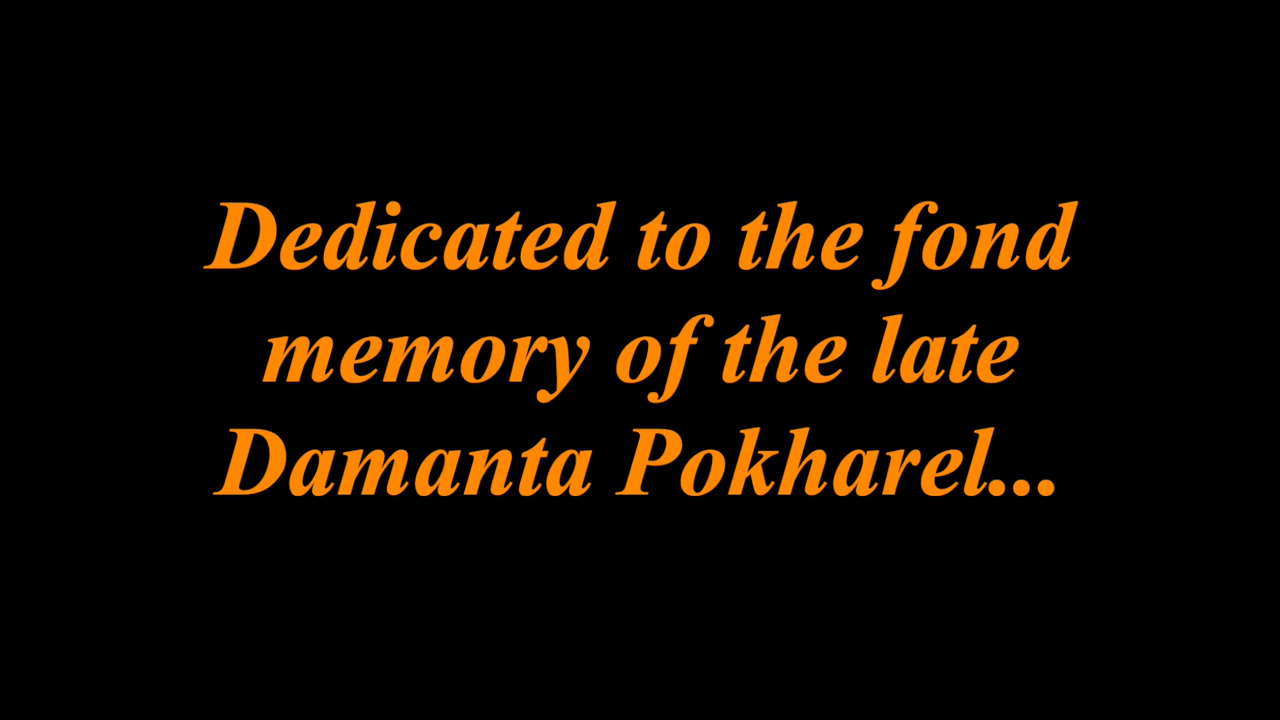 Dedicated to the fond
memory of the late
Damanta Pokharel...